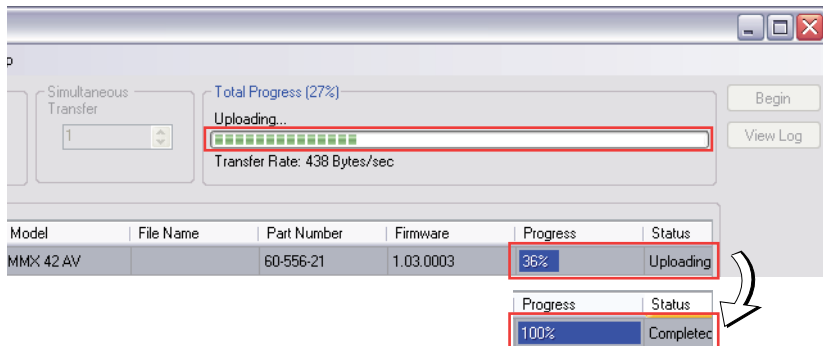 p
Simultaneous
Transfer
1
Total Progress (27%)
Uploading...
Transfer Rate: 438 Bytes/sec
Begin
View Log
Model File Name Part Number Firmware Progress Status
MMX 42 AV 60-556-21 1.03.0003 36% Uploading
Progress Status
100% Completed